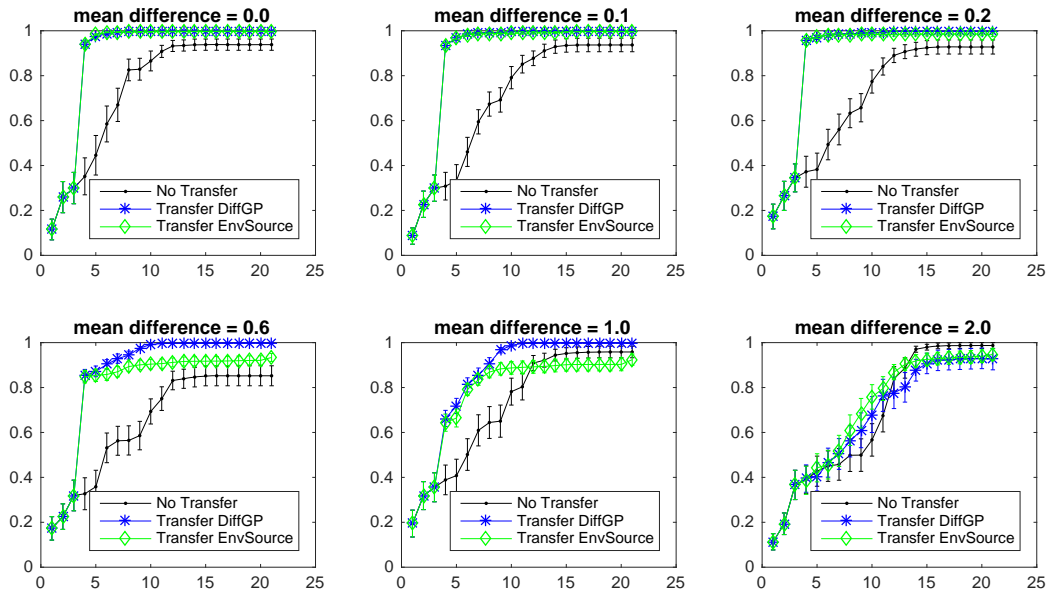 mean difference = 0.0
1
0.8
0.6
0.4
0.2
0
0 5 10 15 20 25
No Transfer
Transfer DiffGP
Transfer EnvSource
mean difference = 0.1
1
0.8
0.6
0.4
0.2
0
0 5 10 15 20 25
No Transfer
Transfer DiffGP
Transfer EnvSource
mean difference = 0.2
1
0.8
0.6
0.4
0.2
0
0 5 10 15 20 25
No Transfer
Transfer DiffGP
Transfer EnvSource
mean difference = 0.6
1
0.8
0.6
0.4
0.2
0
0 5 10 15 20 25
No Transfer
Transfer DiffGP
Transfer EnvSource
mean difference = 1.0
1
0.8
0.6
0.4
0.2
0
0 5 10 15 20 25
No Transfer
Transfer DiffGP
Transfer EnvSource
mean difference = 2.0
1
0.8
0.6
0.4
0.2
0
0 5 10 15 20 25
No Transfer
Transfer DiffGP
Transfer EnvSource